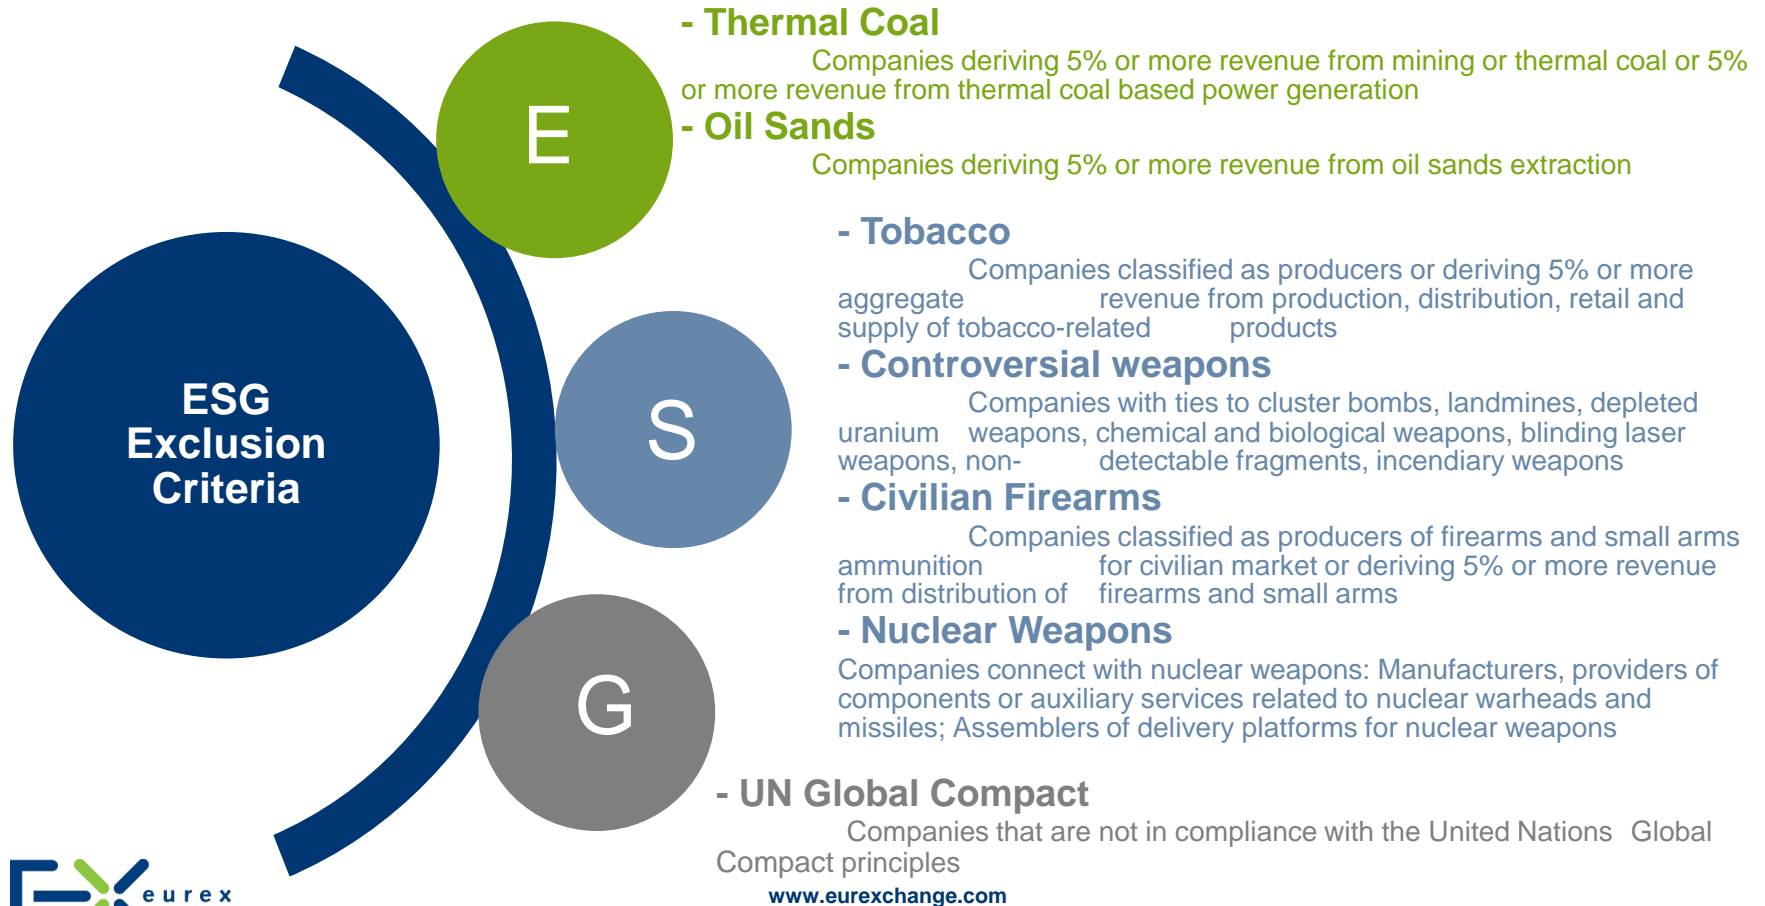 - Thermal Coal
Companies deriving 5% or more revenue from mining or thermal coal or 5%
or more revenue from thermal coal based power generation
- Oil Sands
Companies deriving 5% or more revenue from oil sands extraction
E
- Tobacco
Companies classified as producers or deriving 5% or more
aggregate revenue from production, distribution, retail and
supply of tobacco-related products
- Controversial weapons
Companies with ties to cluster bombs, landmines, depleted
uranium weapons, chemical and biological weapons, blinding laser
weapons, non- detectable fragments, incendiary weapons
- Civilian Firearms
Companies classified as producers of firearms and small arms
ammunition for civilian market or deriving 5% or more revenue
from distribution of firearms and small arms
- Nuclear Weapons
Companies connect with nuclear weapons: Manufacturers, providers of
components or auxiliary services related to nuclear warheads and
missiles; Assemblers of delivery platforms for nuclear weapons
S
ESG
Exclusion
Criteria
G
- UN Global Compact
Companies that are not in compliance with the United Nations Global
Compact principles
eurex
www.eurexchange.com